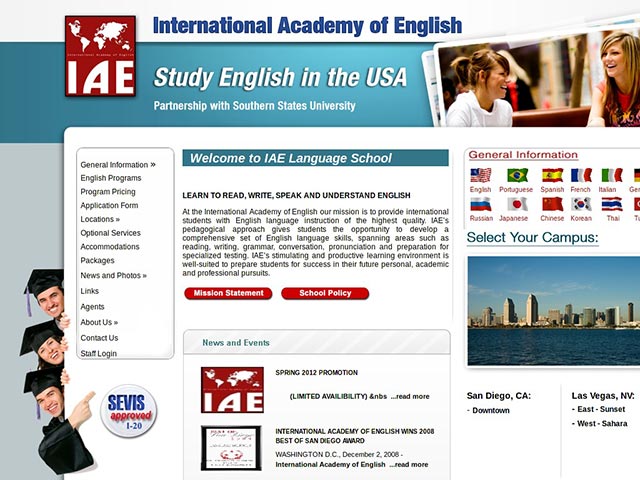 International Academy of English
International Academy of English
IAE
Study English in the USA
Partnership with Southern States University
General Information »
English Programs
Program Pricing
Application Form
Locations »
Optional Services
Accommodations
Packages
News and Photos »
Links
Agents
About Us »
Contact Us
Staff Login
SEVIS
approved
I-20
Welcome to IAE Language School
LEARN TO READ, WRITE, SPEAK AND UNDERSTAND ENGLISH
At the International Academy of English our mission is to provide international
students with English language instruction of the highest quality. IAE's
pedagogical approach gives students the opportunity to develop a
comprehensive set of English language skills, spanning areas such as
reading, writing, grammar, conversation, pronunciation and preparation for
specialized testing. IAE's stimulating and productive learning environment is
well-suited to prepare students for success in their future personal, academic
and professional pursuits.
Mission Statement
School Policy
News and Events
IAE
SPRING 2012 PROMOTION
(LIMITED AVAILIBILITY) &nbs ...read more
INTERNATIONAL ACADEMY OF ENGLISH WINS 2008
BEST OF SAN DIEGO AWARD
WASHINGTON D.C., December 2, 2008 -
International Academy of English ...read more
General Information
English Portuguese Spanish French Italian Ger
Russian Japanese Chinese Korean Thai Tu
Select Your Campus:
San Diego, CA:
- Downtown
Las Vegas, NV:
- East - Sunset
- West - Sahara